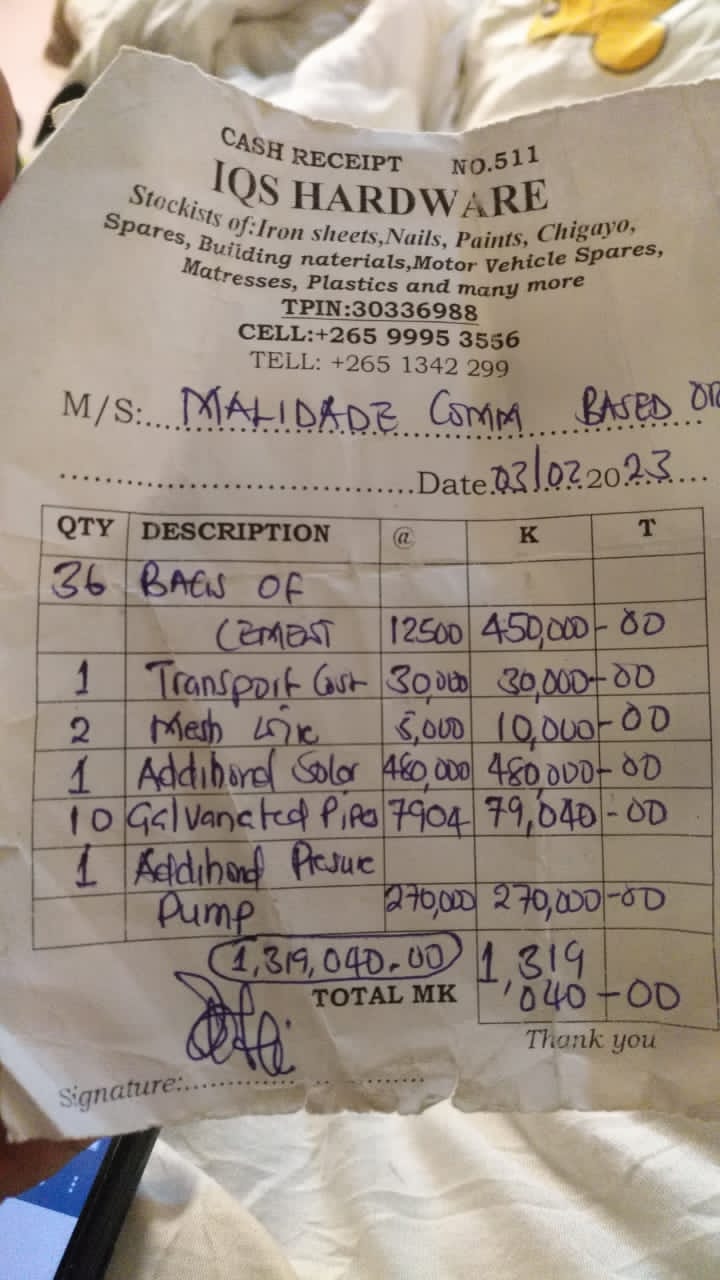 CASH RECEIPT NO.511
IQS HARDWARE
Stockists of:Iron sheets,Nails, Paints, Chigayo,
Spares, Building naterials,Motor Vehicle Spares,
Matresses, Plastics and many more
TPIN:30336988
CELL:+265 9995 3556
TELL: +265 1342 299
M/S:.... MALIDADE COMM BASED OR
Date.03/02.2023
QTY DESCRIPTION @ K T
36 BAGS OF
CEMENT 12500 450,000-00
1 Transport Cost 30,000 30,000-00
2 Mesh wire 5,000 10,000-00
1 Additional Solar 480,000 480,000-00
10 Galvanated Pipes 7904 79,040-00
1 Additional Presure
Pump 270,000 270,000-00
1,319,040.00 1,319
TOTAL MK ,040-00
Thank you
Signature:..............